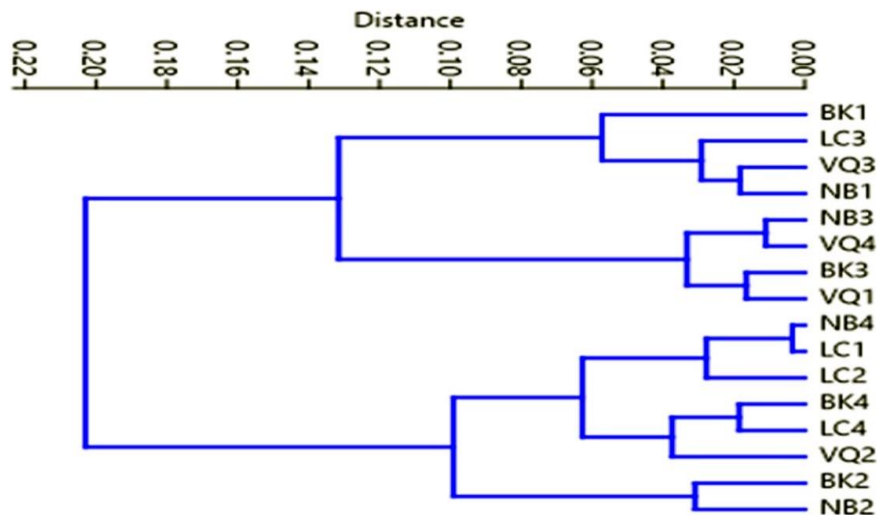 Distance
0.22 0.20 0.18 0.16 0.14 0.12 0.10 0.08 0.06 0.04 0.02 0.00
BK1
LC3
VQ3
NB1
NB3
VQ4
BK3
VQ1
NB4
LC1
LC2
BK4
LC4
VQ2
BK2
NB2